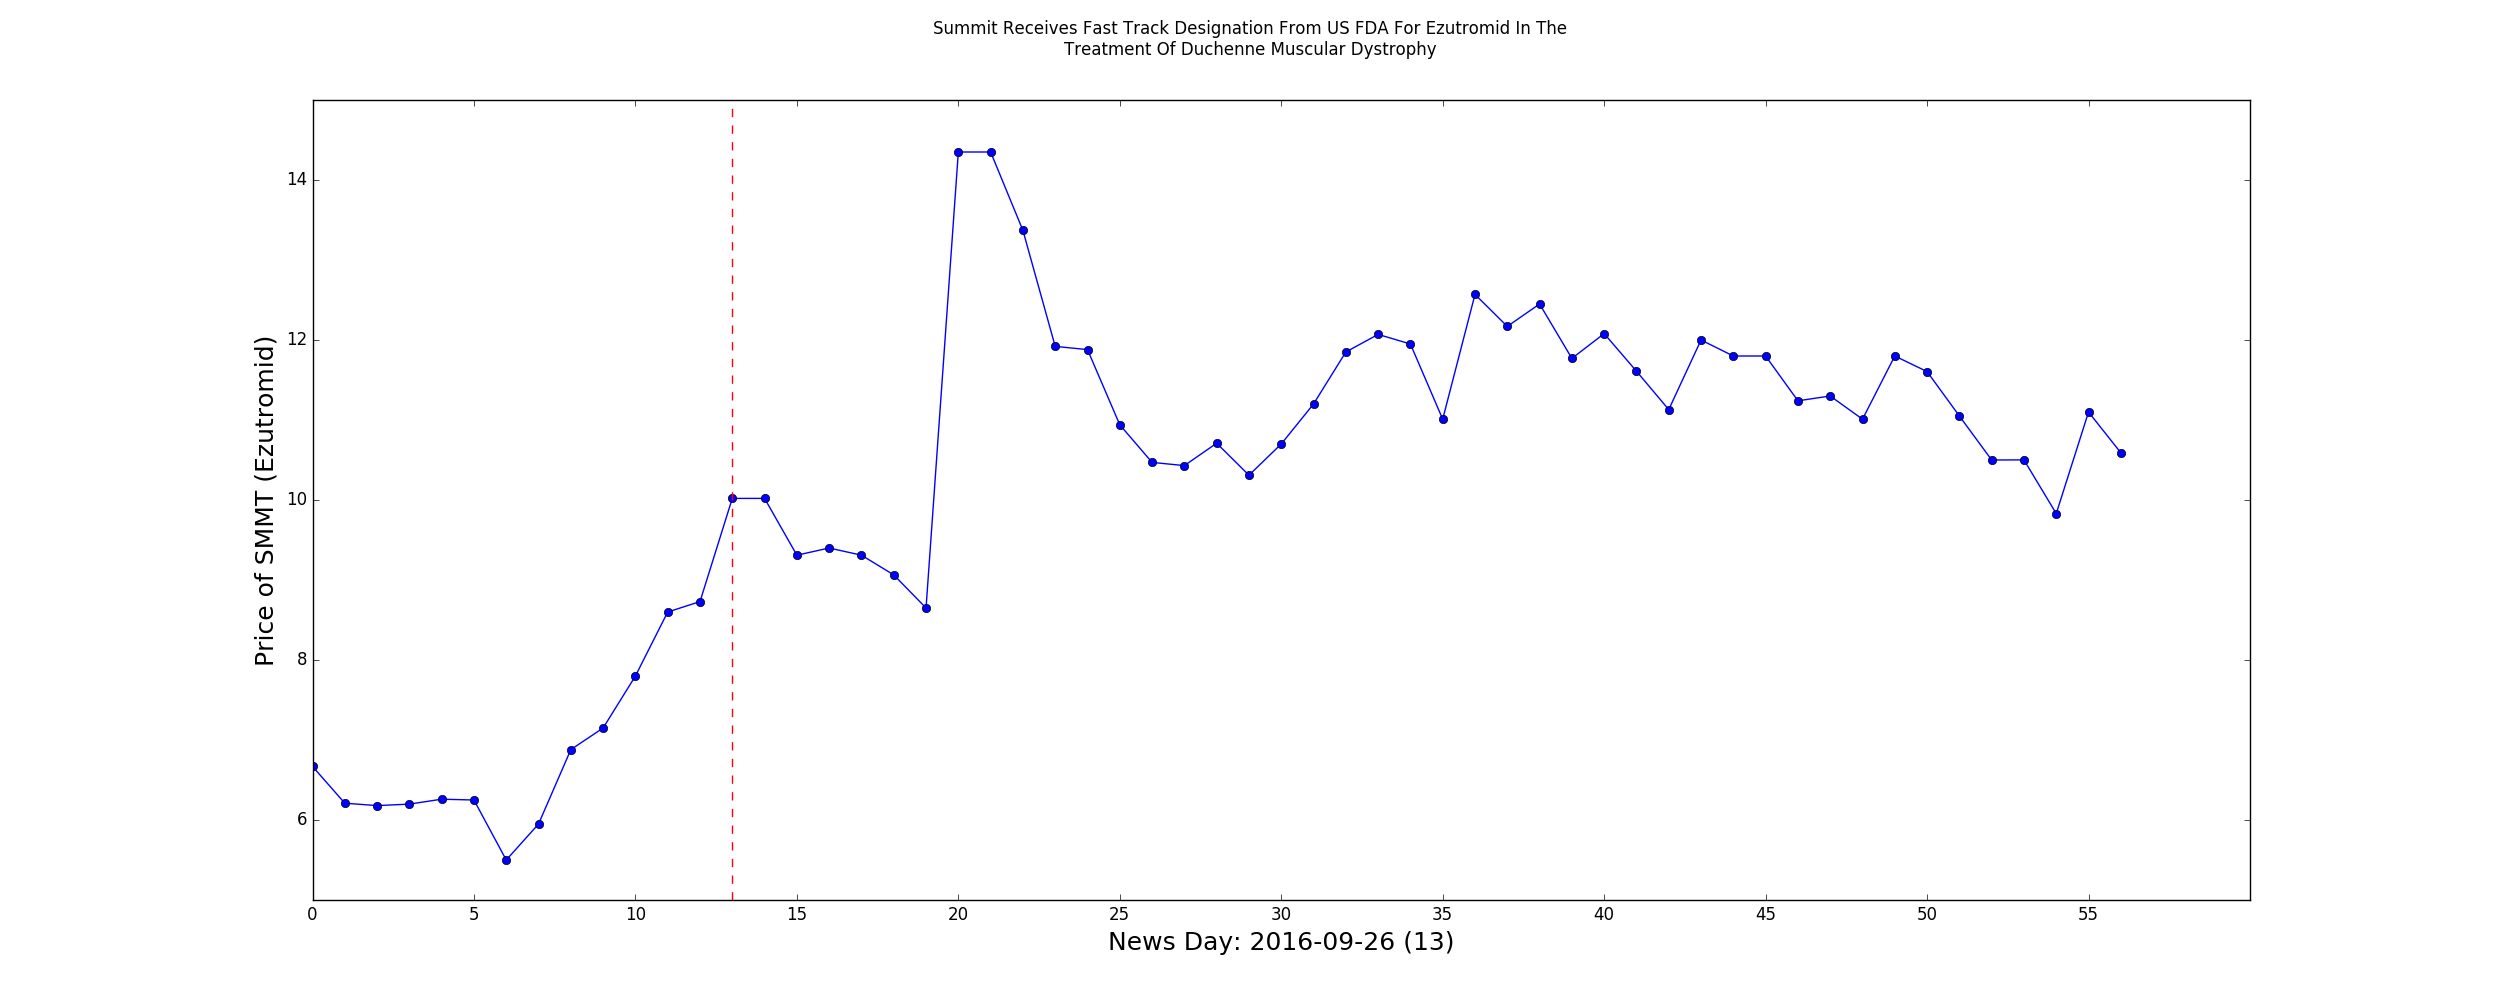 Summit Receives Fast Track Designation From US FDA For Ezutromid In The
Treatment Of Duchenne Muscular Dystrophy
Price of SMMT (Ezutromid)
14
12
10
8
6
0 5 10 15 20 25 30 35 40 45 50 55
News Day: 2016-09-26 (13)